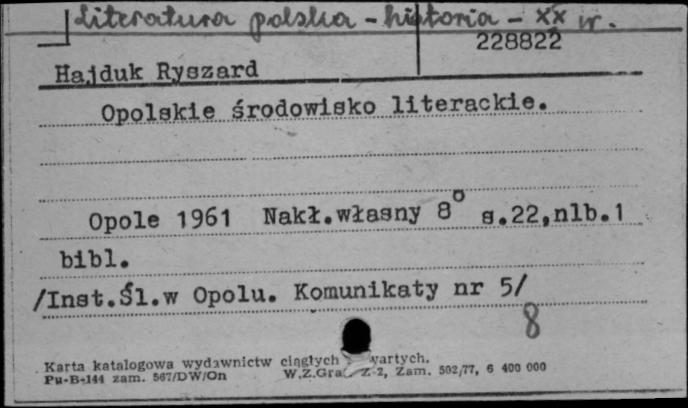 Literatura polska - historia - XX w.
228822
Hajduk Ryszard
Opolskie środowisko literackie.
Opole 1961 Nakł.własny 8° s.22,nlb.1
bibl.
/Inst.Śl.w Opolu. Komunikaty nr 5/
8
Karta katalogowa wydawnictw ciągłych
Pu-B-144 zam. 567/DW/On W.Z.Graf. Z-2, Zam. 502/77, 6 400 000